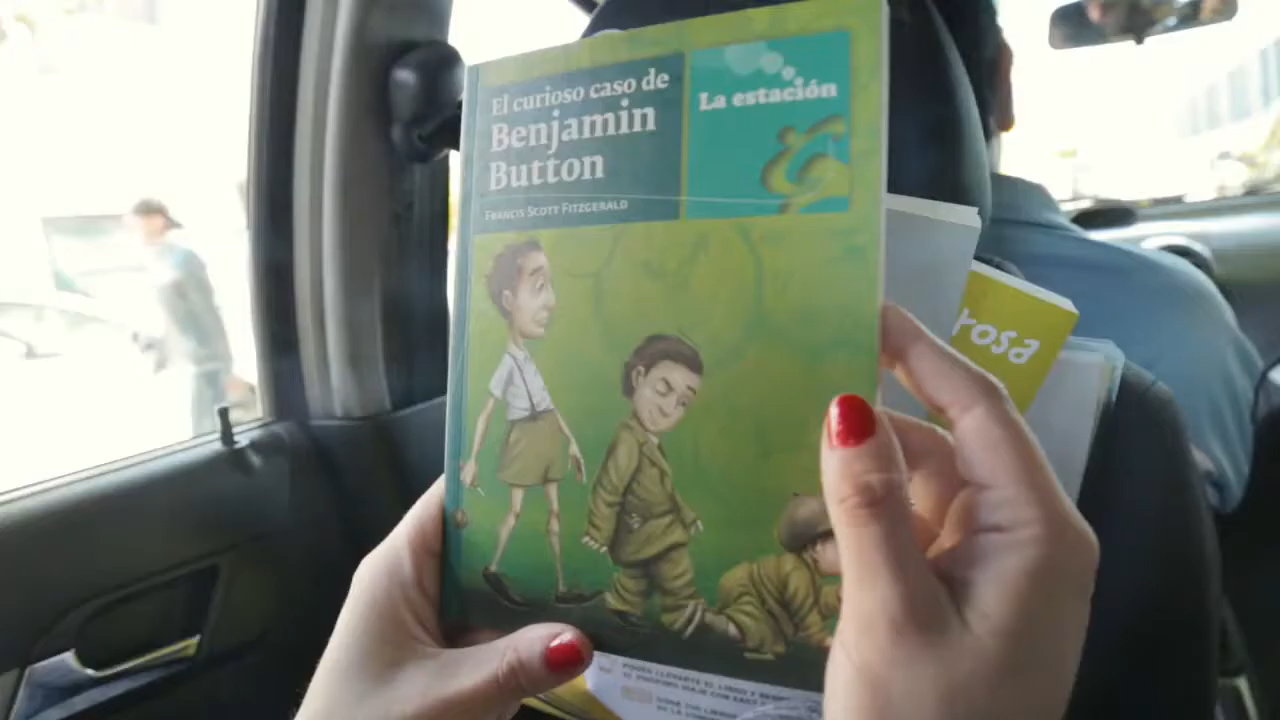 El curioso caso de
Benjamin
Button
FRANCIS SCOTT FITZGERALD
La estación
rosa